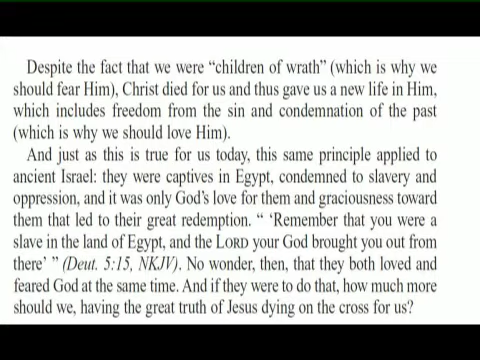 Despite the fact that we were “children of wrath” (which is why we
should fear Him), Christ died for us and thus gave us a new life in Him,
which includes freedom from the sin and condemnation of the past
(which is why we should love Him).
And just as this is true for us today, this same principle applied to
ancient Israel: they were captives in Egypt, condemned to slavery and
oppression, and it was only God’s love for them and graciousness toward
them that led to their great redemption. “ ‘Remember that you were a
slave in the land of Egypt, and the LORD your God brought you out from
there’ ” (Deut. 5:15, NKJV). No wonder, then, that they both loved and
feared God at the same time. And if they were to do that, how much more
should we, having the great truth of Jesus dying on the cross for us?